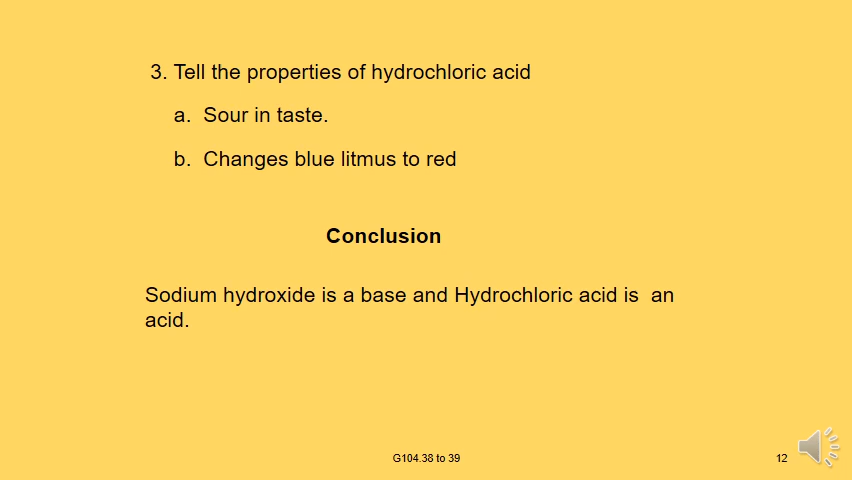 3. Tell the properties of hydrochloric acid
a. Sour in taste.
b. Changes blue litmus to red
Conclusion
Sodium hydroxide is a base and Hydrochloric acid is  an
acid.
G104.38 to 39
12